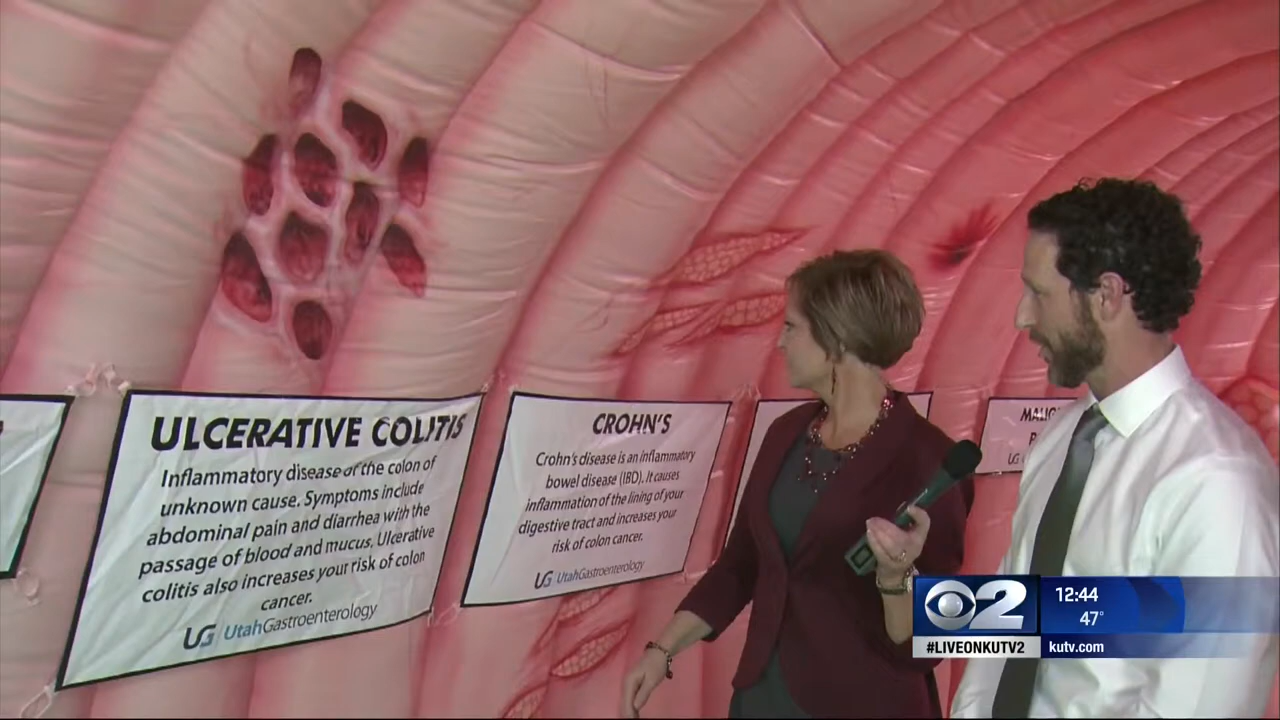 ULCERATIVE COLITIS
Inflammatory disease of the colon of
unknown cause. Symptoms include
abdominal pain and diarrhea with the
passage of blood and mucus. Ulcerative
colitis also increases your risk of colon
cancer.
UG UtahGastroenterology
CROHN'S
Crohn's disease is an inflammatory
bowel disease (IBD). It causes
inflammation of the lining of your
digestive tract and increases your
risk of colon cancer.
UG UtahGastroenterology
UG
2
12:44
47°
#LIVEONKUTV2
kutv.com